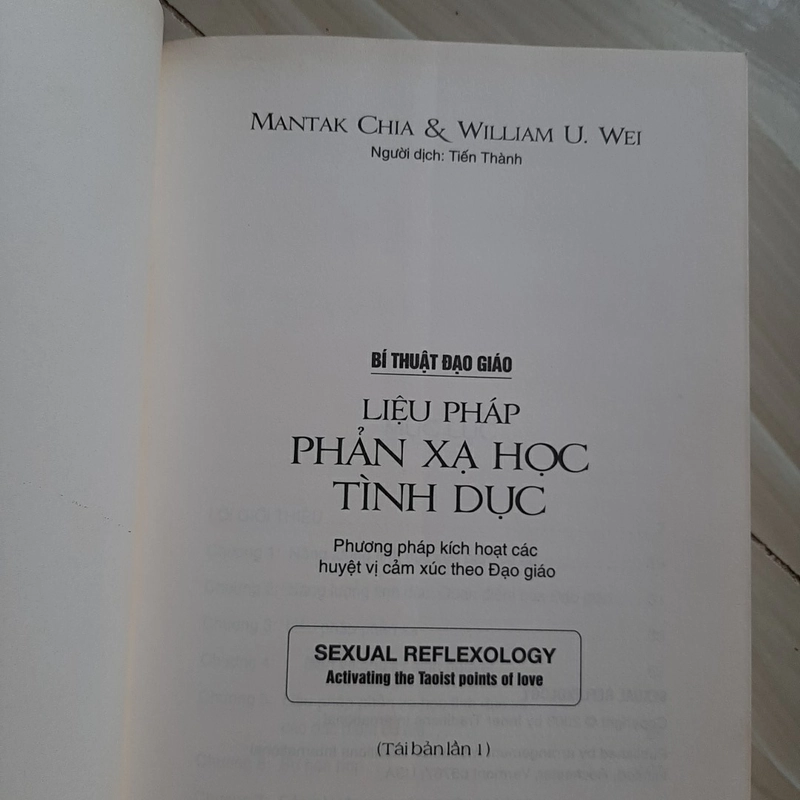 MANTAK CHIA & WILLIAM U. WEI
Người dịch: Tiến Thành
BÍ THUẬT ĐẠO GIÁO
LIỆU PHÁP
PHẢN XẠ HỌC
TÌNH DỤC
Phương pháp kích hoạt các
huyệt vị cảm xúc theo Đạo giáo
SEXUAL REFLEXOLOGY
Activating the Taoist points of love
(Tái bản lần 1)